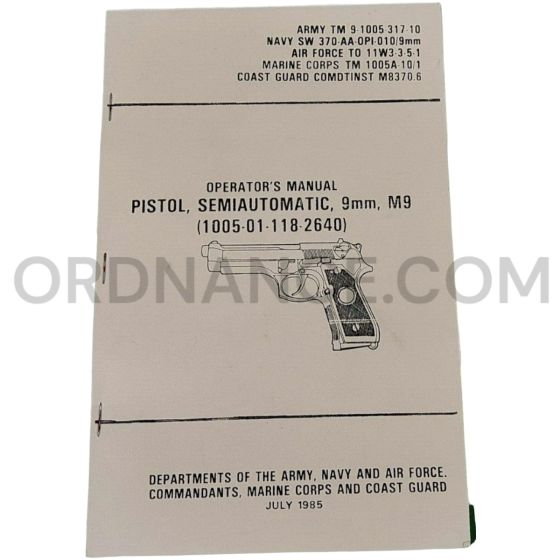 ARMY TM 9-1005-317-10
NAVY SW 370-AA-OPI-010/9mm
AIR FORCE TO 11W3-3-5-1
MARINE CORPS TM 1005A-10/1
COAST GUARD COMDTINST M8370.6
OPERATOR'S MANUAL
PISTOL, SEMIAUTOMATIC, 9mm, M9
(1005-01-118-2640)
ORDNANCE.COM
DEPARTMENTS OF THE ARMY, NAVY AND AIR FORCE.
COMMANDANTS, MARINE CORPS AND COAST GUARD
JULY 1985